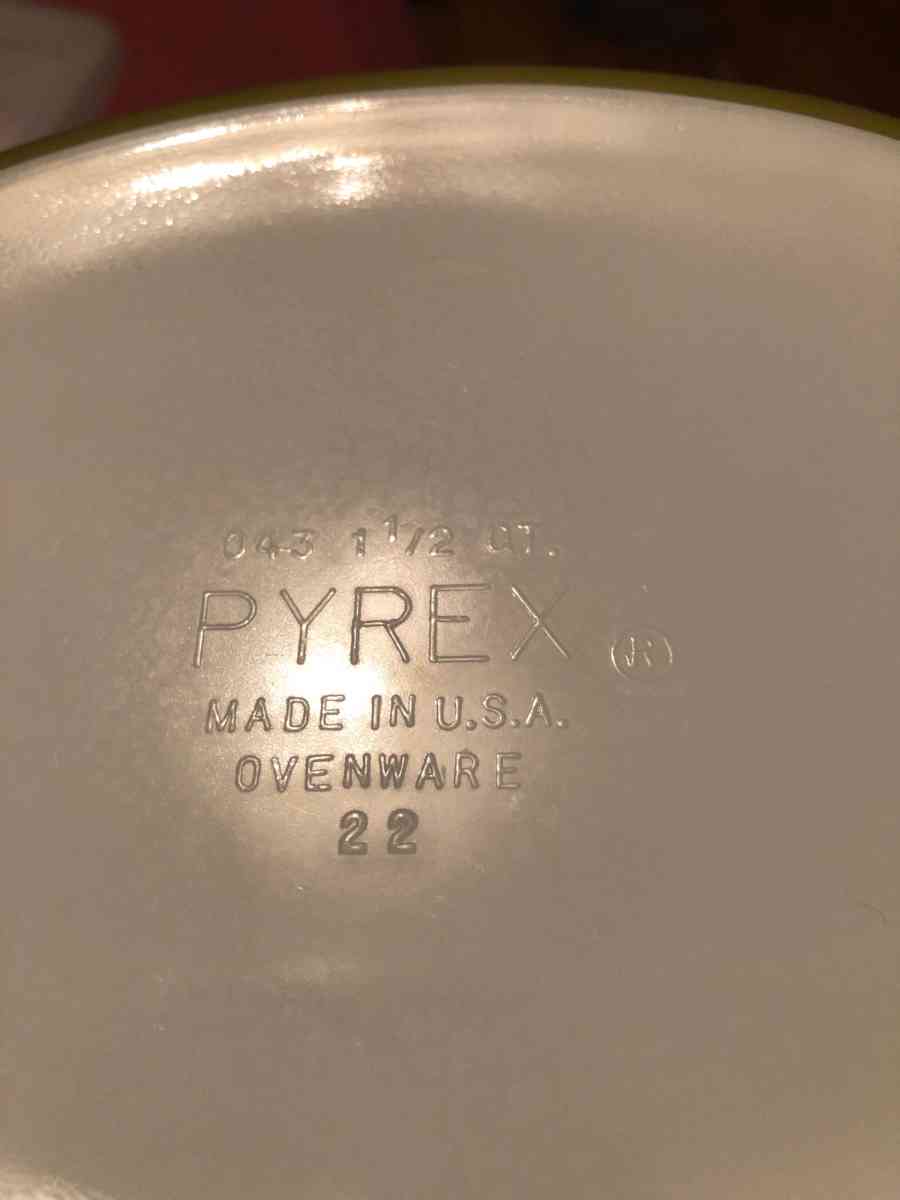 043 1 1/2 QT.
PYREX ®
MADE IN U.S.A.
OVENWARE
22